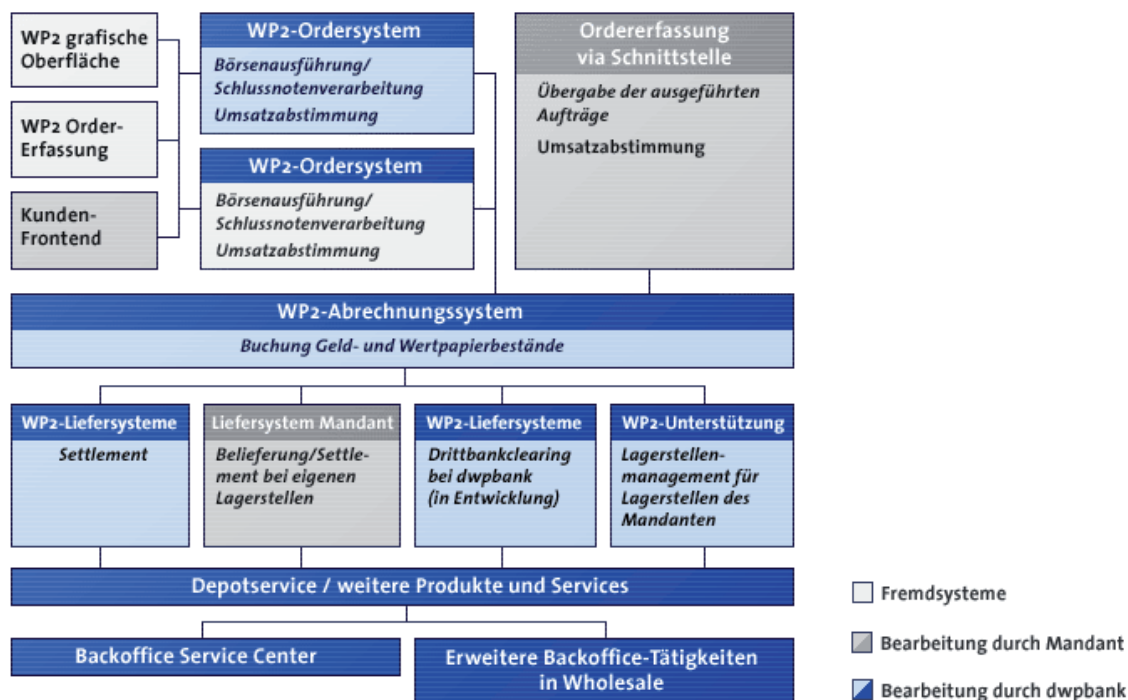 WP2 grafische
Oberfläche
WP2 Order-
Erfassung
Kunden-
Frontend
WP2-Ordersystem
Börsenausführung/
Schlussnotenverarbeitung
Umsatzabstimmung
WP2-Ordersystem
Börsenausführung/
Schlussnotenverarbeitung
Umsatzabstimmung
Ordererfassung
via Schnittstelle
Übergabe der ausgeführten
Aufträge
Umsatzabstimmung
WP2-Abrechnungssystem
Buchung Geld- und Wertpapierbestände
WP2-Liefersysteme
Settlement
Liefersystem Mandant
Belieferung/Settle-
ment bei eigenen
Lagerstellen
WP2-Liefersysteme
Drittbankclearing
bei dwpbank
(in Entwicklung)
WP2-Unterstützung
Lagerstellen-
management für
Lagerstellen des
Mandanten
Depotservice / weitere Produkte und Services
Backoffice Service Center
Erweitere Backoffice-Tätigkeiten
in Wholesale
Fremdsysteme
Bearbeitung durch Mandant
Bearbeitung durch dwpbank